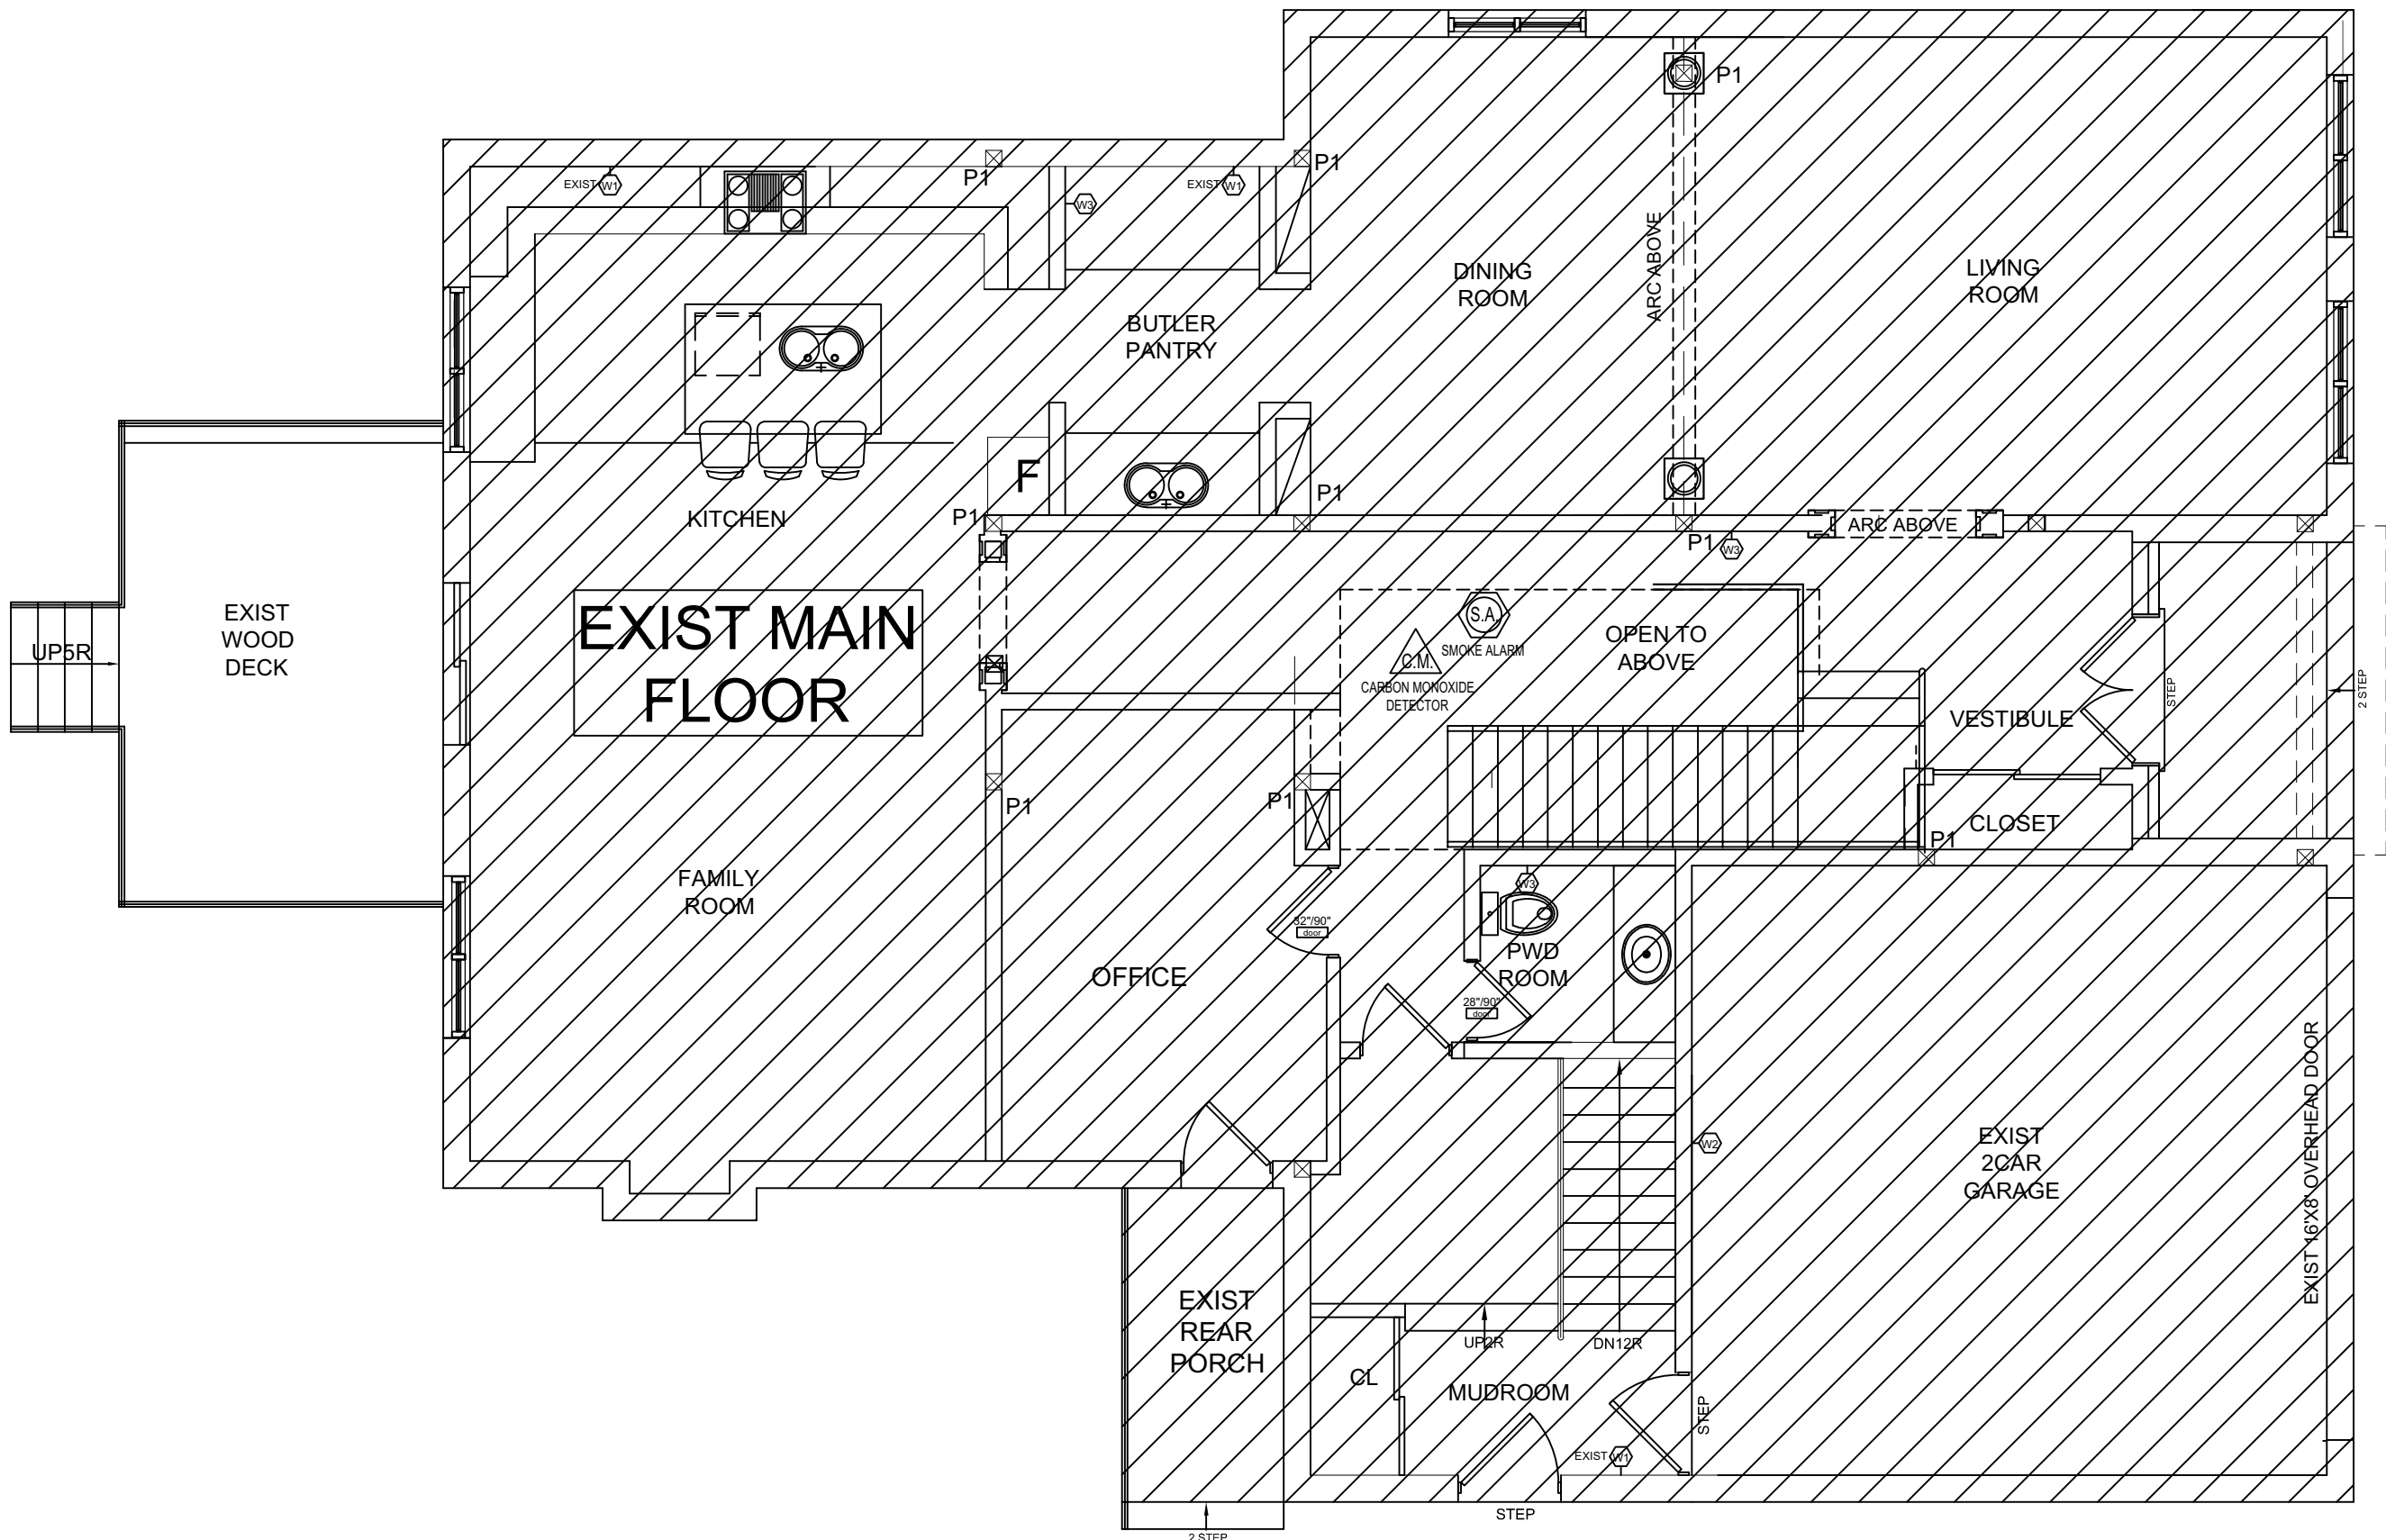 P1
EXIST W1
P1
EXIST W1
P1
W3
ARC ABOVE
DINING
ROOM
LIVING
ROOM
BUTLER
PANTRY
F
P1
KITCHEN
P1
ARC ABOVE
P1
W3
EXIST MAIN
FLOOR
EXIST
WOOD
DECK
UP5R
S.A.
SMOKE ALARM
C.M.
CARBON MONOXIDE
DETECTOR
OPEN TO
ABOVE
VESTIBULE
STEP
2 STEP
P1
P1
CLOSET
P1
FAMILY
ROOM
W3
32"/90"
door
PWD
ROOM
OFFICE
28"/90"
door
EXIST 16'X8' OVERHEAD DOOR
W2
EXIST
2CAR
GARAGE
EXIST
REAR
PORCH
UP2R
DN12R
CL
MUDROOM
STEP
EXIST W1
STEP
2 STEP